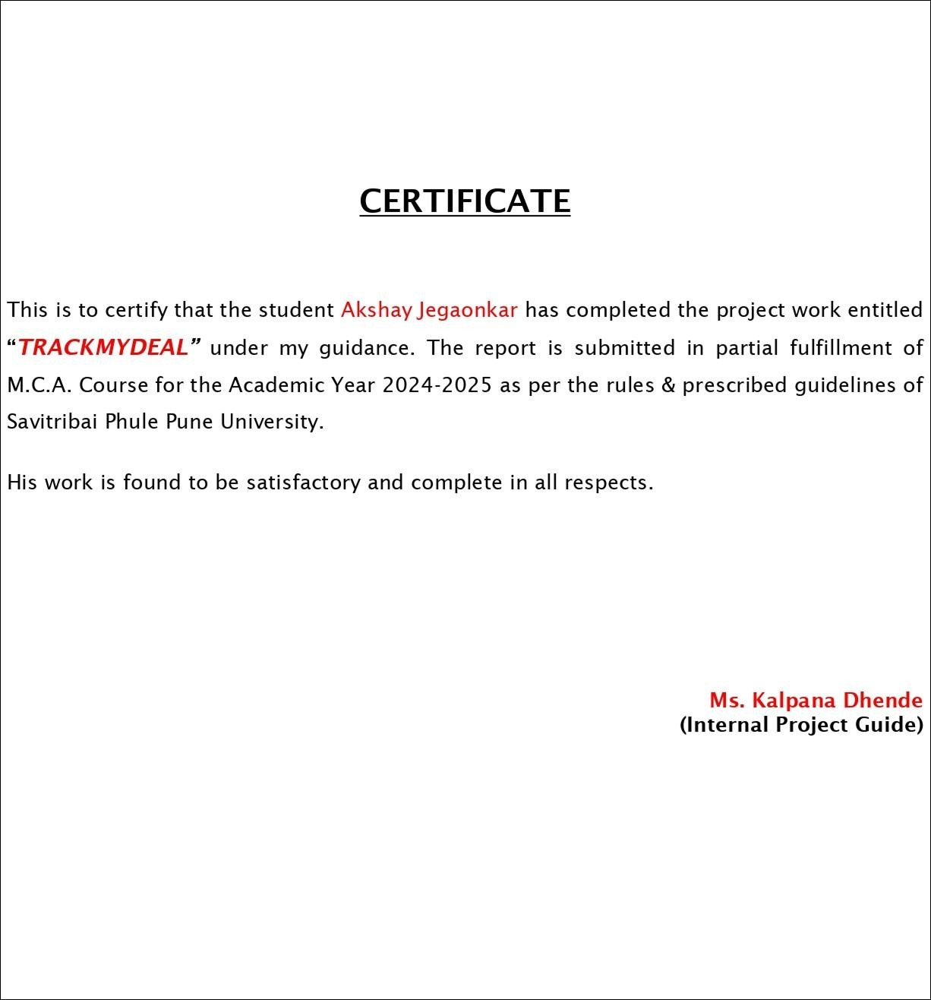 CERTIFICATE
This is to certify that the student Akshay Jegaonkar has completed the project work entitled
“TRACKMYDEAL” under my guidance. The report is submitted in partial fulfillment of
M.C.A. Course for the Academic Year 2024-2025 as per the rules & prescribed guidelines of
Savitribai Phule Pune University.
His work is found to be satisfactory and complete in all respects.
Ms. Kalpana Dhende
(Internal Project Guide)